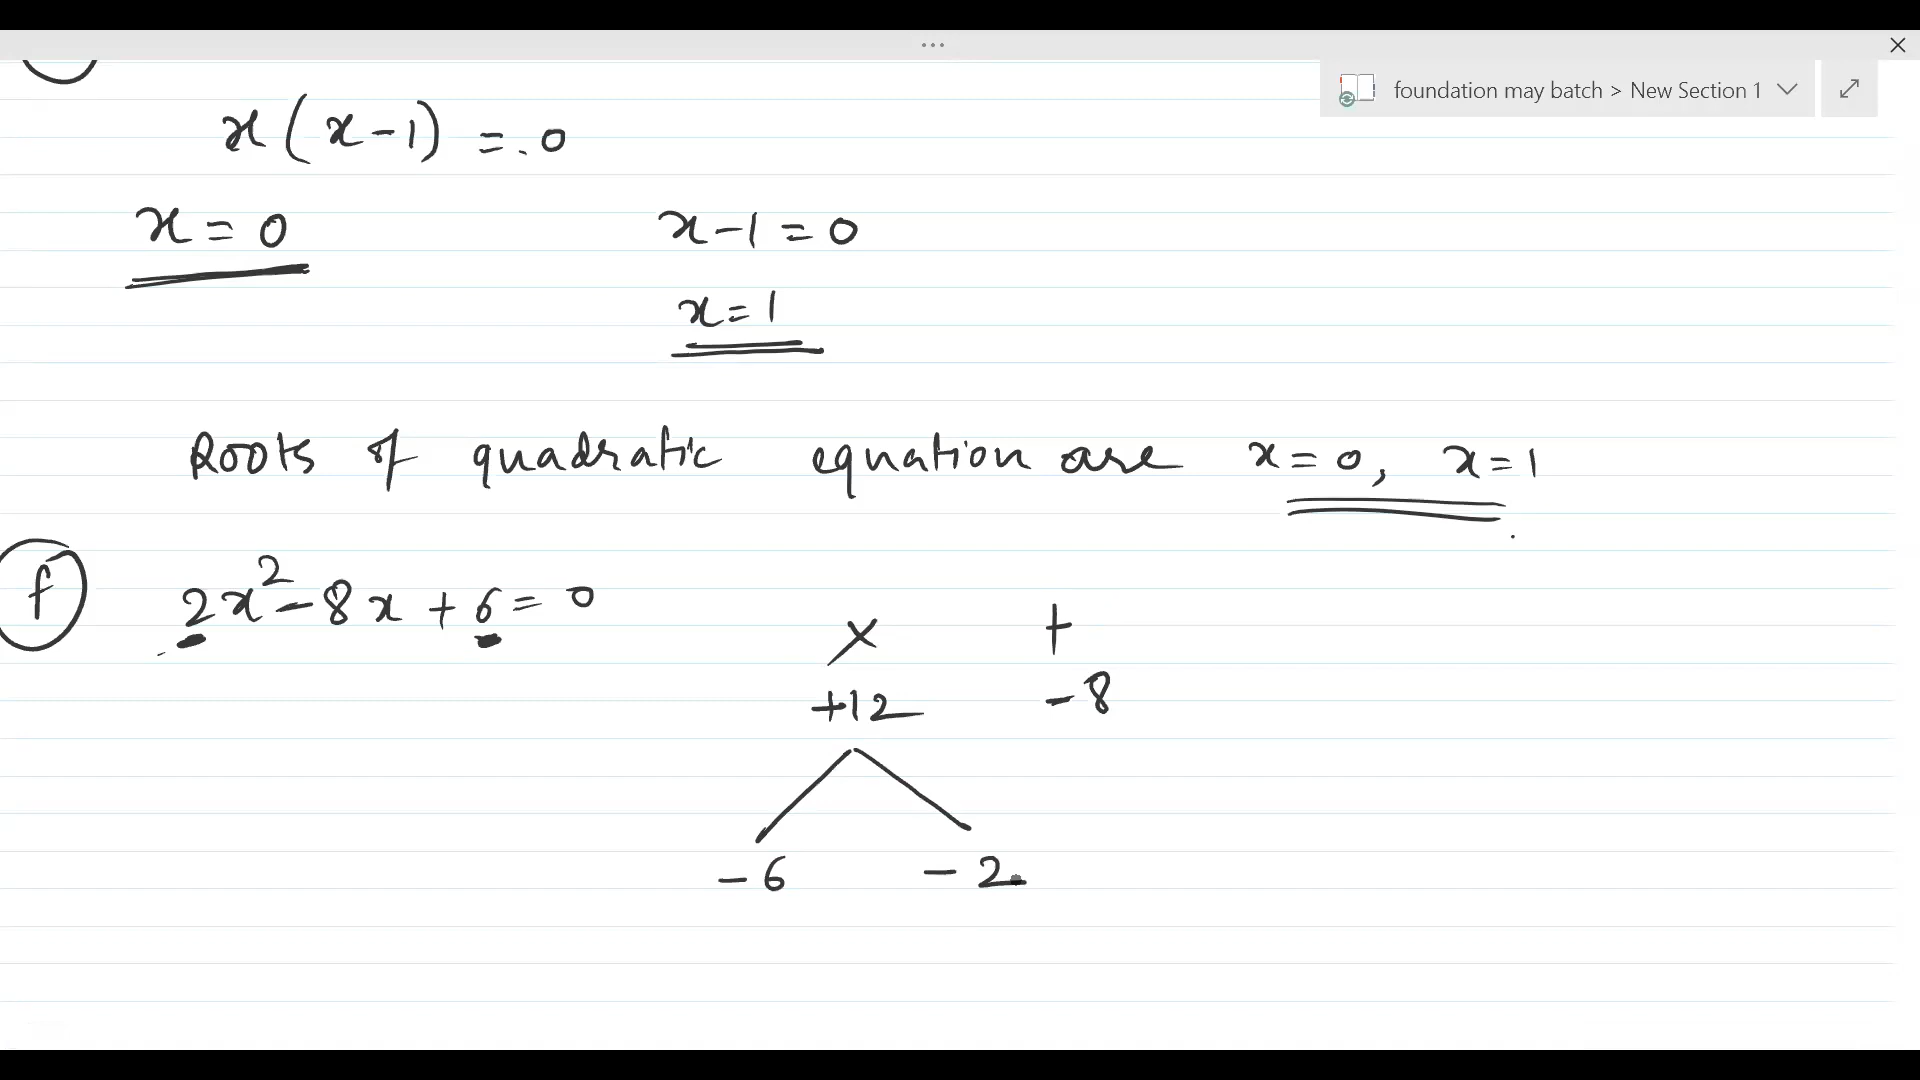 foundation may batch > New Section 1
x(x-1) = 0
x = 0 x-1 = 0
x = 1
Roots of quadratic equation are x = 0, x = 1
f 2x²-8x+6=0
× +
+12 -8
-6 -2